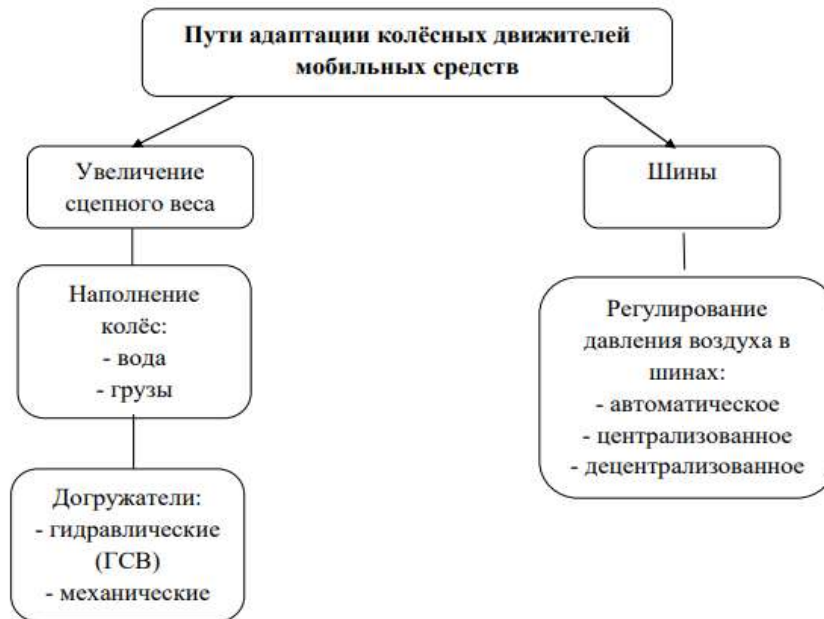 Пути адаптации колёсных движителей
мобильных средств
Увеличение
сцепного веса
Шины
Наполнение
колёс:
- вода
- грузы
Регулирование
давления воздуха в
шинах:
- автоматическое
- централизованное
- децентрализованное
Догружатели:
- гидравлические
(ГСВ)
- механические